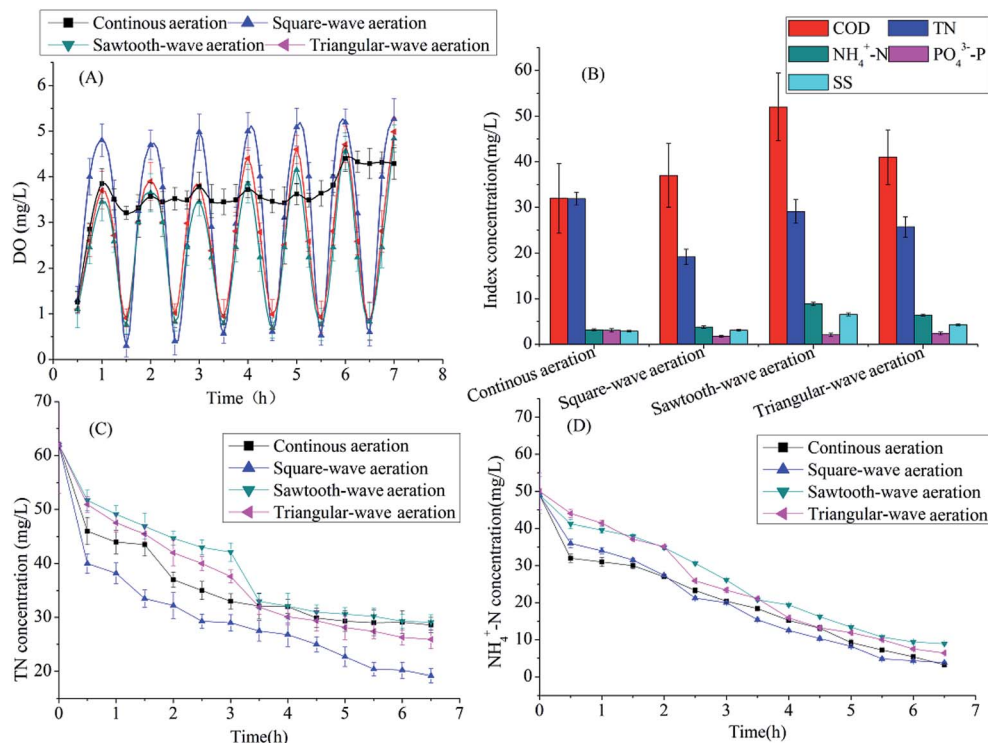 Continous aeration
Square-wave aeration
Sawtooth-wave aeration
Triangular-wave aeration
(A)
DO (mg/L)
6
5
4
3
2
1
0
0 1 2 3 4 5 6 7 8
Time (h)
COD
TN
NH₄⁺-N
PO₄³⁻-P
SS
(B)
Index concentration(mg/L)
60
50
40
30
20
10
0
Continous aeration
Square-wave aeration
Sawtooth-wave aeration
Triangular-wave aeration
(C)
Continous aeration
Square-wave aeration
Sawtooth-wave aeration
Triangular-wave aeration
TN concentration (mg/L)
70
60
50
40
30
20
0 1 2 3 4 5 6 7
Time(h)
(D)
Continous aeration
Square-wave aeration
Sawtooth-wave aeration
Triangular-wave aeration
NH₄⁺-N concentration(mg/L)
70
60
50
40
30
20
10
0
0 1 2 3 4 5 6 7
Time(h)